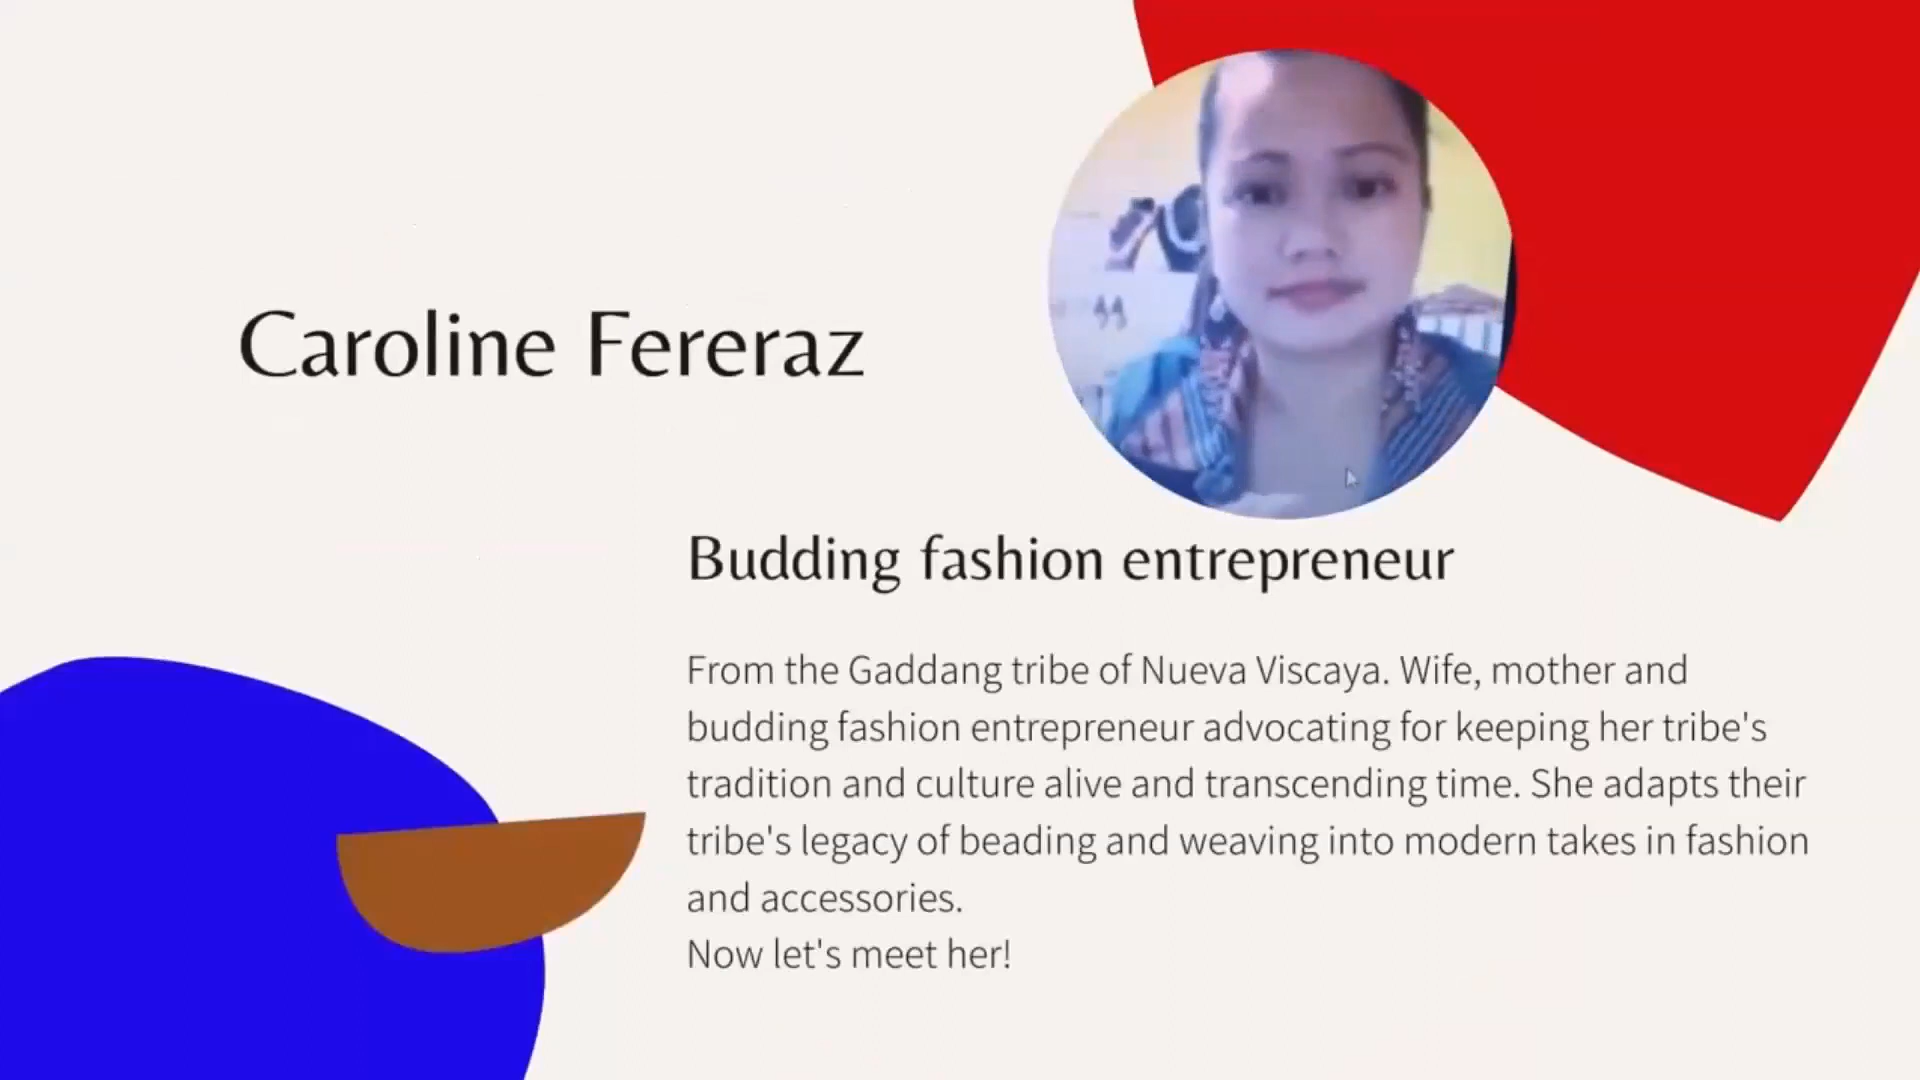 Caroline Fereraz
Budding fashion entrepreneur
From the Gaddang tribe of Nueva Viscaya. Wife, mother and
budding fashion entrepreneur advocating for keeping her tribe's
tradition and culture alive and transcending time. She adapts their
tribe's legacy of beading and weaving into modern takes in fashion
and accessories.
Now let's meet her!